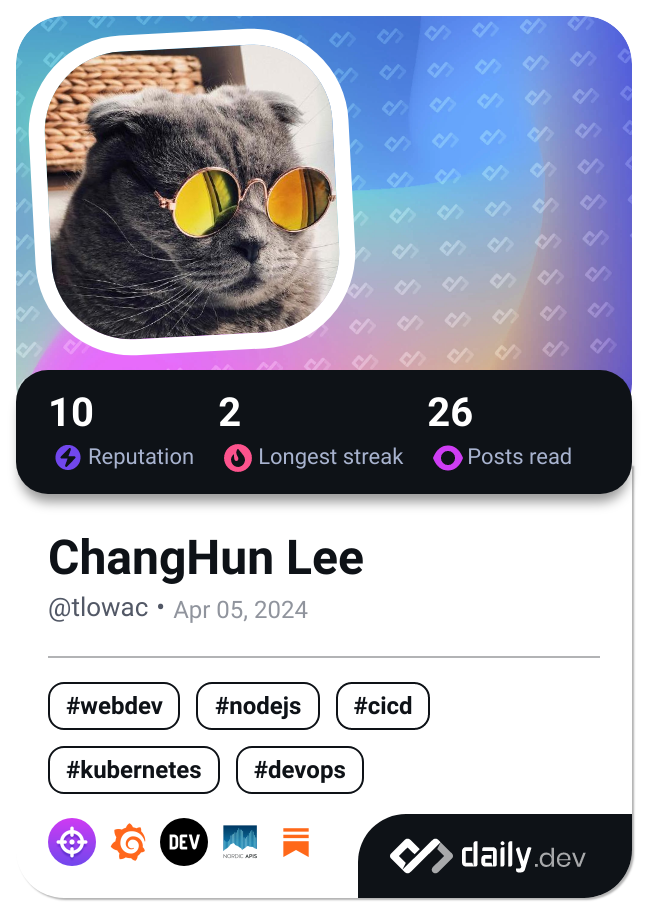 10 2 26
Reputation Longest streak Posts read
ChangHun Lee
@tlowac • Apr 05, 2024
#webdev #nodejs #cicd
#kubernetes #devops
DEV NORDIC APIS daily.dev